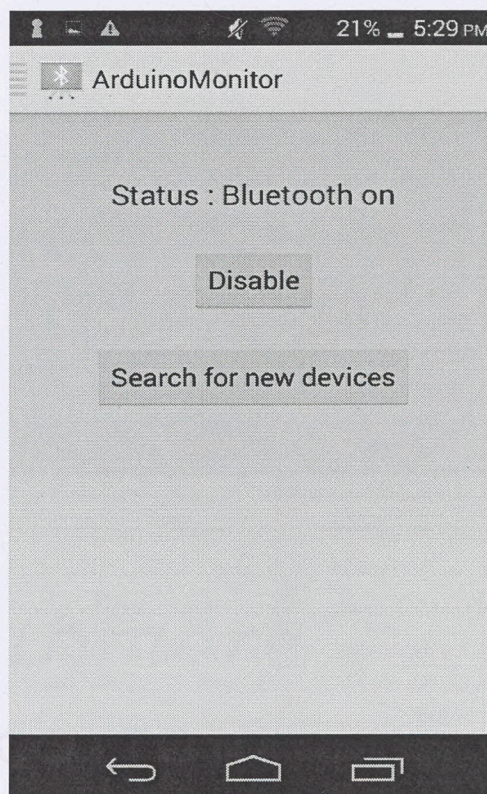 21% 5:29 PM
ArduinoMonitor
Status : Bluetooth on
Disable
Search for new devices